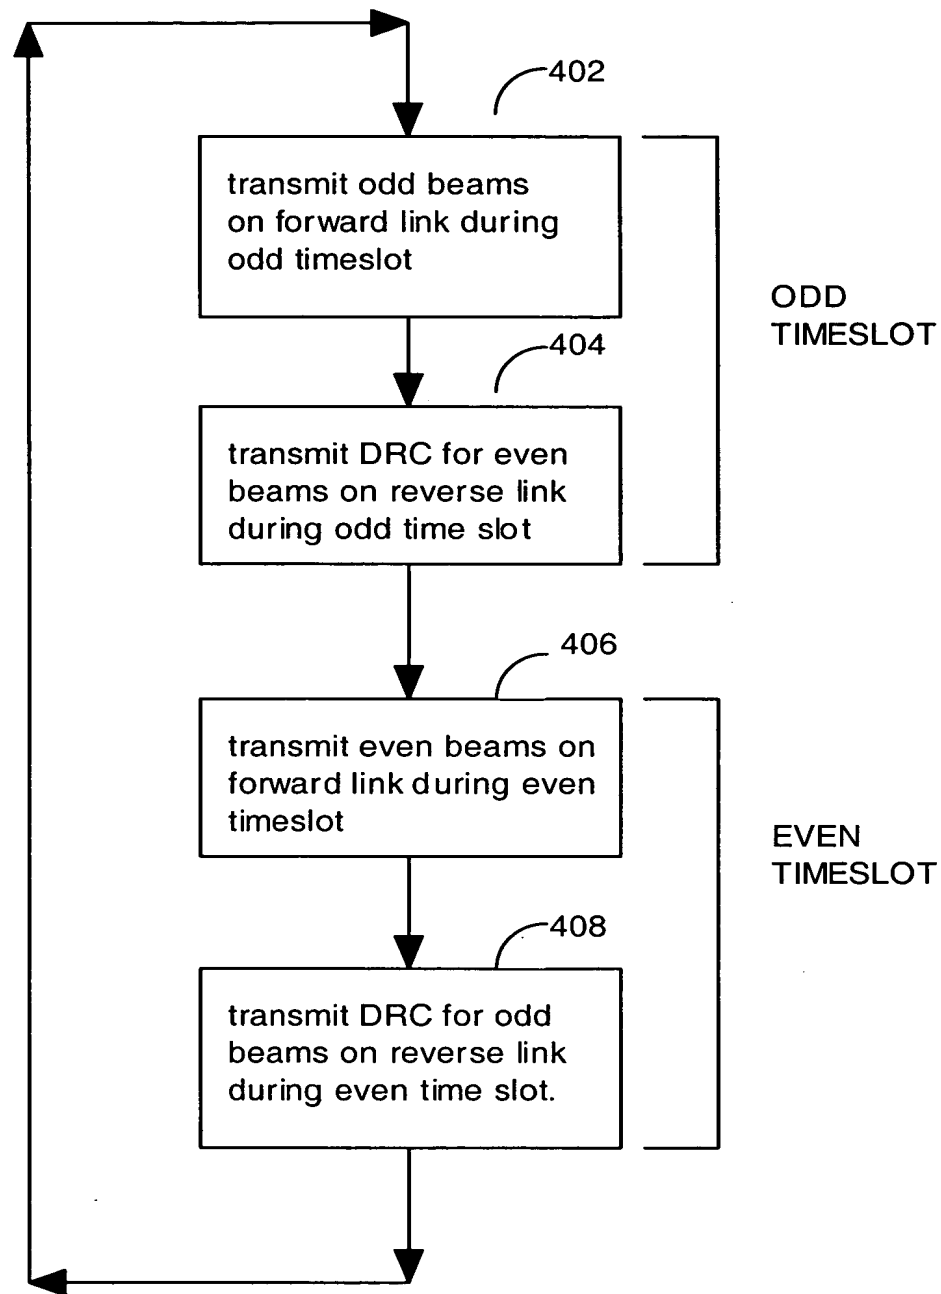 402
transmit odd beams
on forward link during
odd timeslot
ODD
TIMESLOT
404
transmit DRC for even
beams on reverse link
during odd time slot
406
transmit even beams on
forward link during even
timeslot
EVEN
TIMESLOT
408
transmit DRC for odd
beams on reverse link
during even time slot.